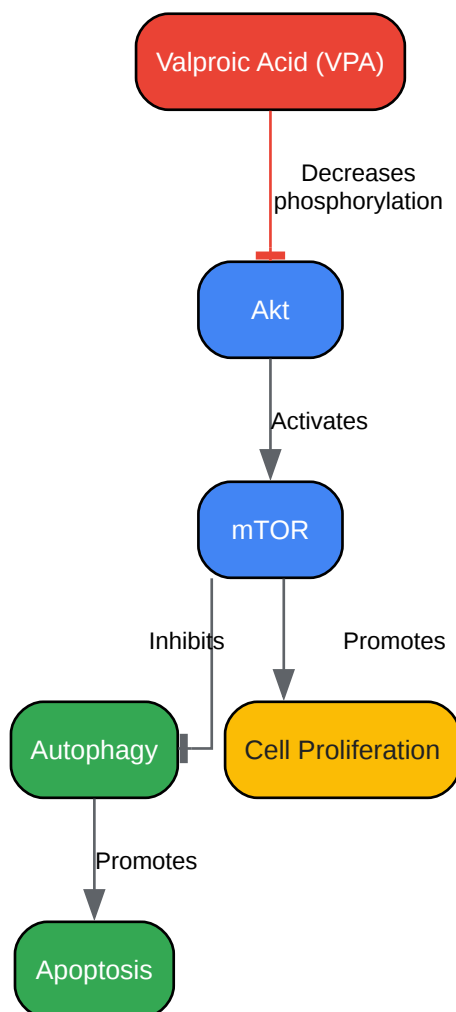 Valproic Acid (VPA)
Decreases
phosphorylation
Akt
Activates
mTOR
Inhibits
Promotes
Autophagy
Cell Proliferation
Promotes
Apoptosis